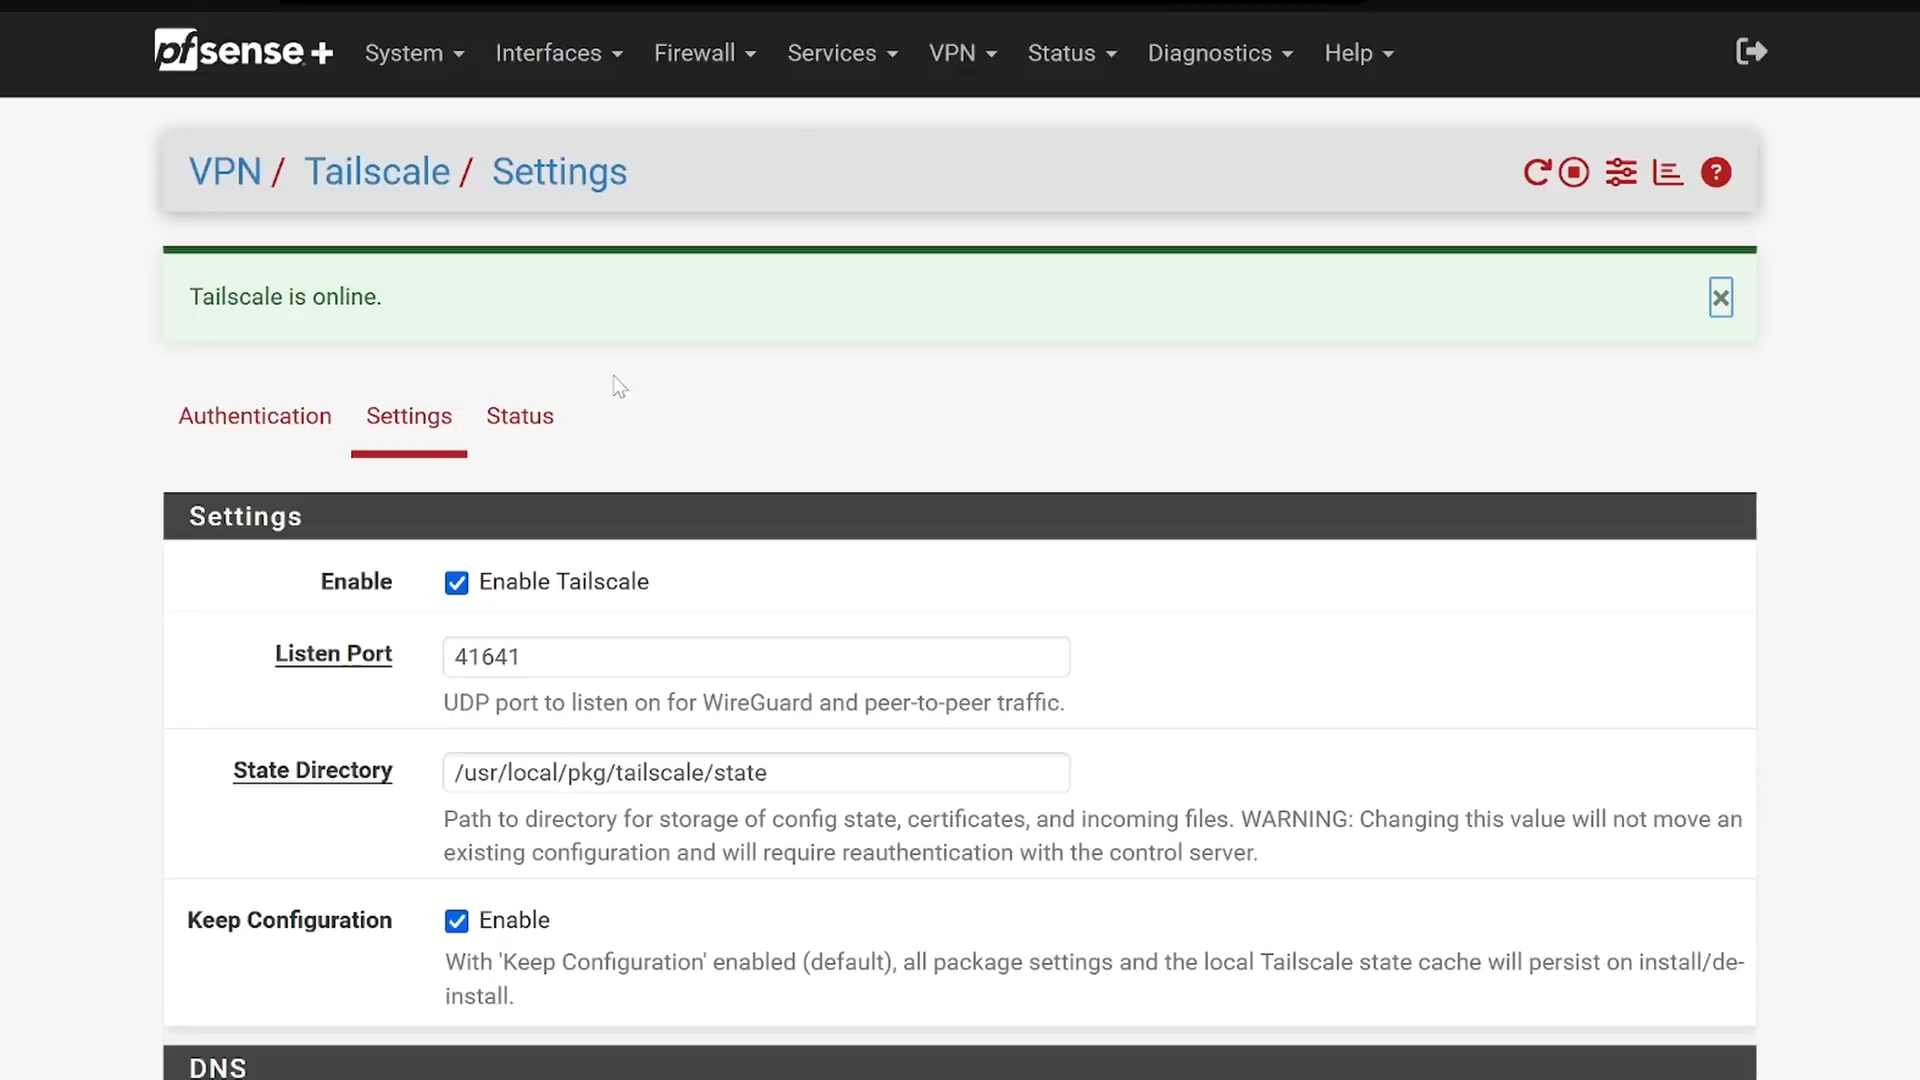 pfsense + System Interfaces Firewall Services VPN Status Diagnostics Help
VPN / Tailscale / Settings ?
Tailscale is online. ×
Authentication Settings Status
Settings
Enable Enable Tailscale
Listen Port 41641
UDP port to listen on for WireGuard and peer-to-peer traffic.
State Directory /usr/local/pkg/tailscale/state
Path to directory for storage of config state, certificates, and incoming files. WARNING: Changing this value will not move an
existing configuration and will require reauthentication with the control server.
Keep Configuration Enable
With 'Keep Configuration' enabled (default), all package settings and the local Tailscale state cache will persist on install/de-
install.
DNS